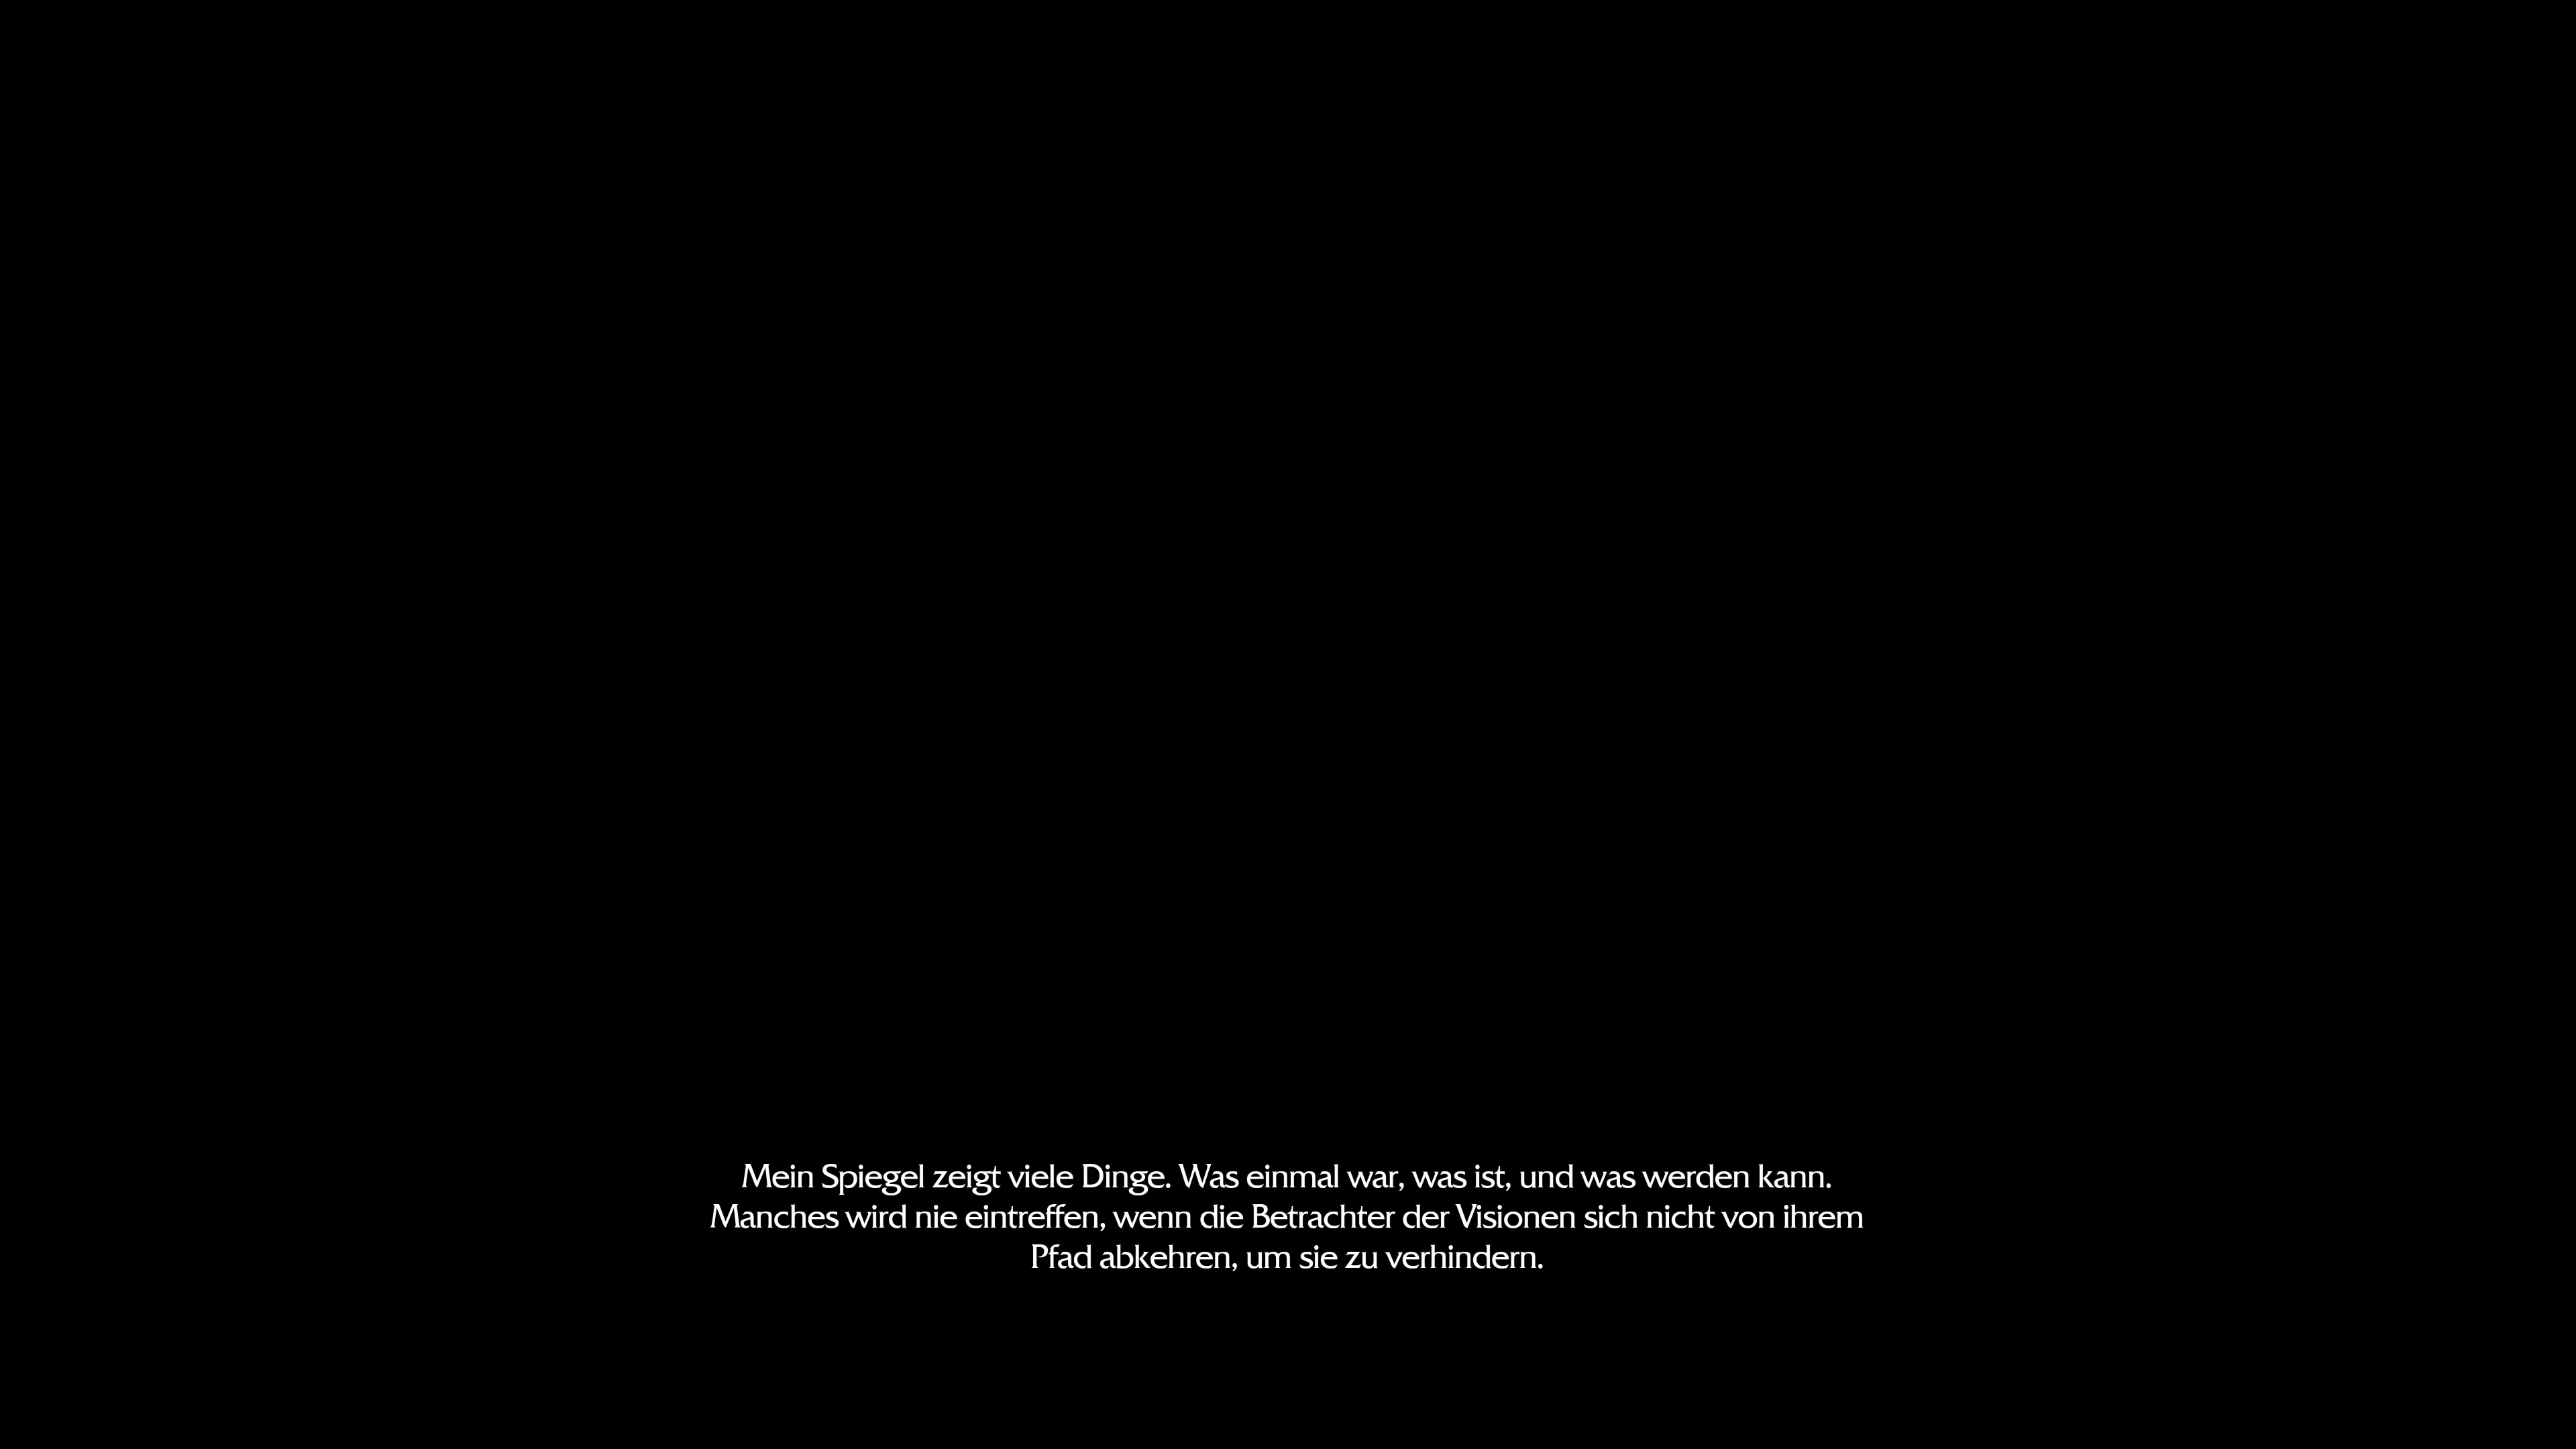 Mein Spiegel zeigt viele Dinge. Was einmal war, was ist, und was werden kann.
Manches wird nie eintreffen, wenn die Betrachter der Visionen sich nicht von ihrem
Pfad abkehren, um sie zu verhindern.